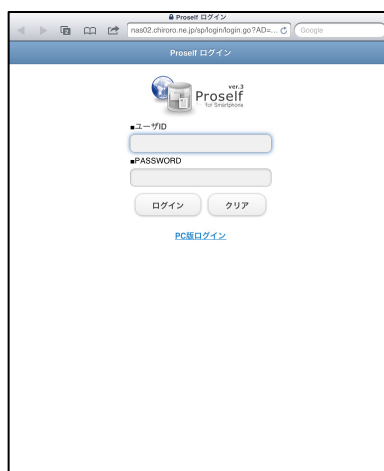 Proself ログイン
nas02.chiroro.ne.jp/sp/login/login.go?AD=...
Google
Proself ログイン
ver.3
Proself
for Smartphone
■ユーザID
■PASSWORD
ログイン
クリア
PC版ログイン